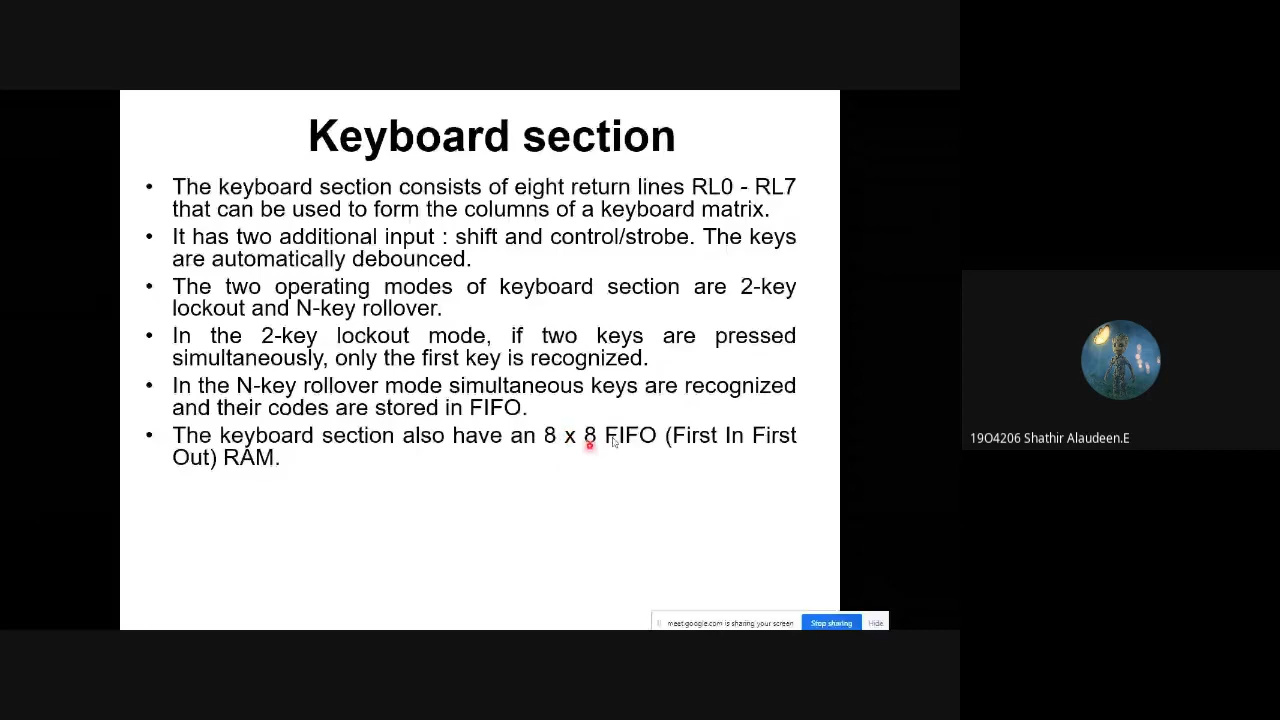 Keyboard section
• The keyboard section consists of eight return lines RL0 - RL7
that can be used to form the columns of a keyboard matrix.
• It has two additional input : shift and control/strobe. The keys
are automatically debounced.
• The two operating modes of keyboard section are 2-key
lockout and N-key rollover.
• In the 2-key lockout mode, if two keys are pressed
simultaneously, only the first key is recognized.
• In the N-key rollover mode simultaneous keys are recognized
and their codes are stored in FIFO.
• The keyboard section also have an 8 x 8 FIFO (First In First
Out) RAM.
19O4206 Shathir Alaudeen.E
meet.google.com is sharing your screen Stop sharing Hide